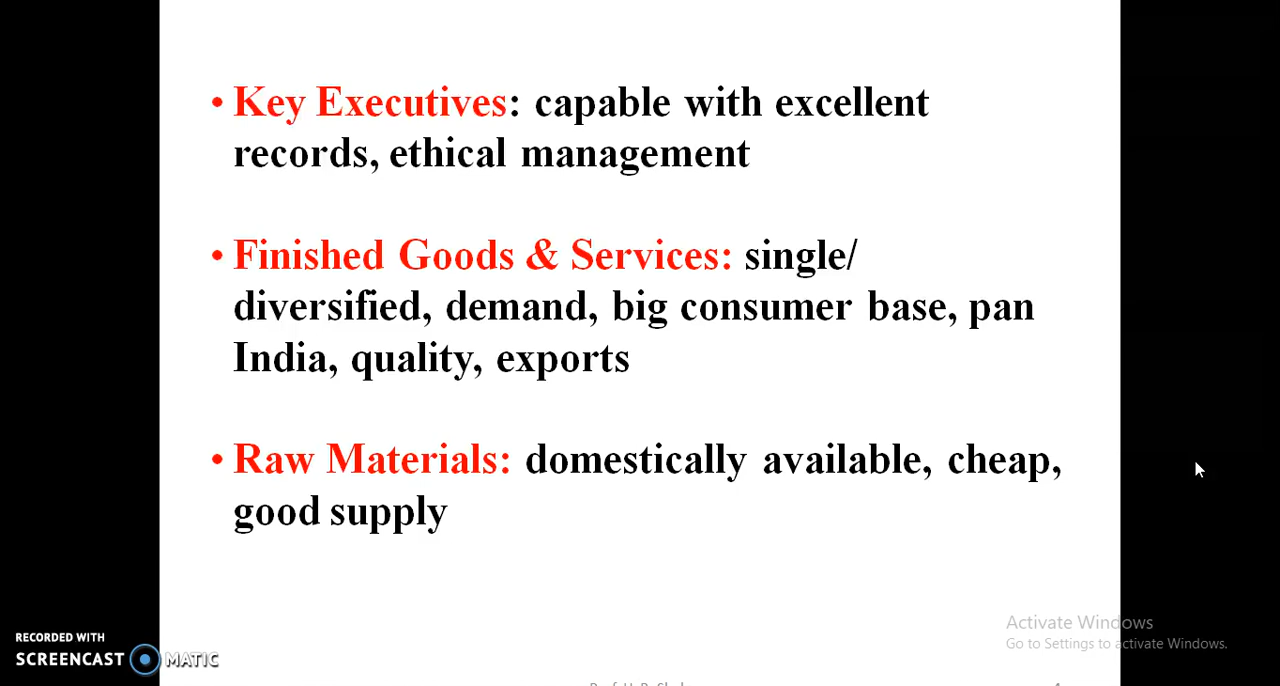 • Key Executives: capable with excellent
records, ethical management
• Finished Goods & Services: single/
diversified, demand, big consumer base, pan
India, quality, exports
• Raw Materials: domestically available, cheap,
good supply
Activate Windows
Go to Settings to activate Windows.
RECORDED WITH
SCREENCAST MATIC